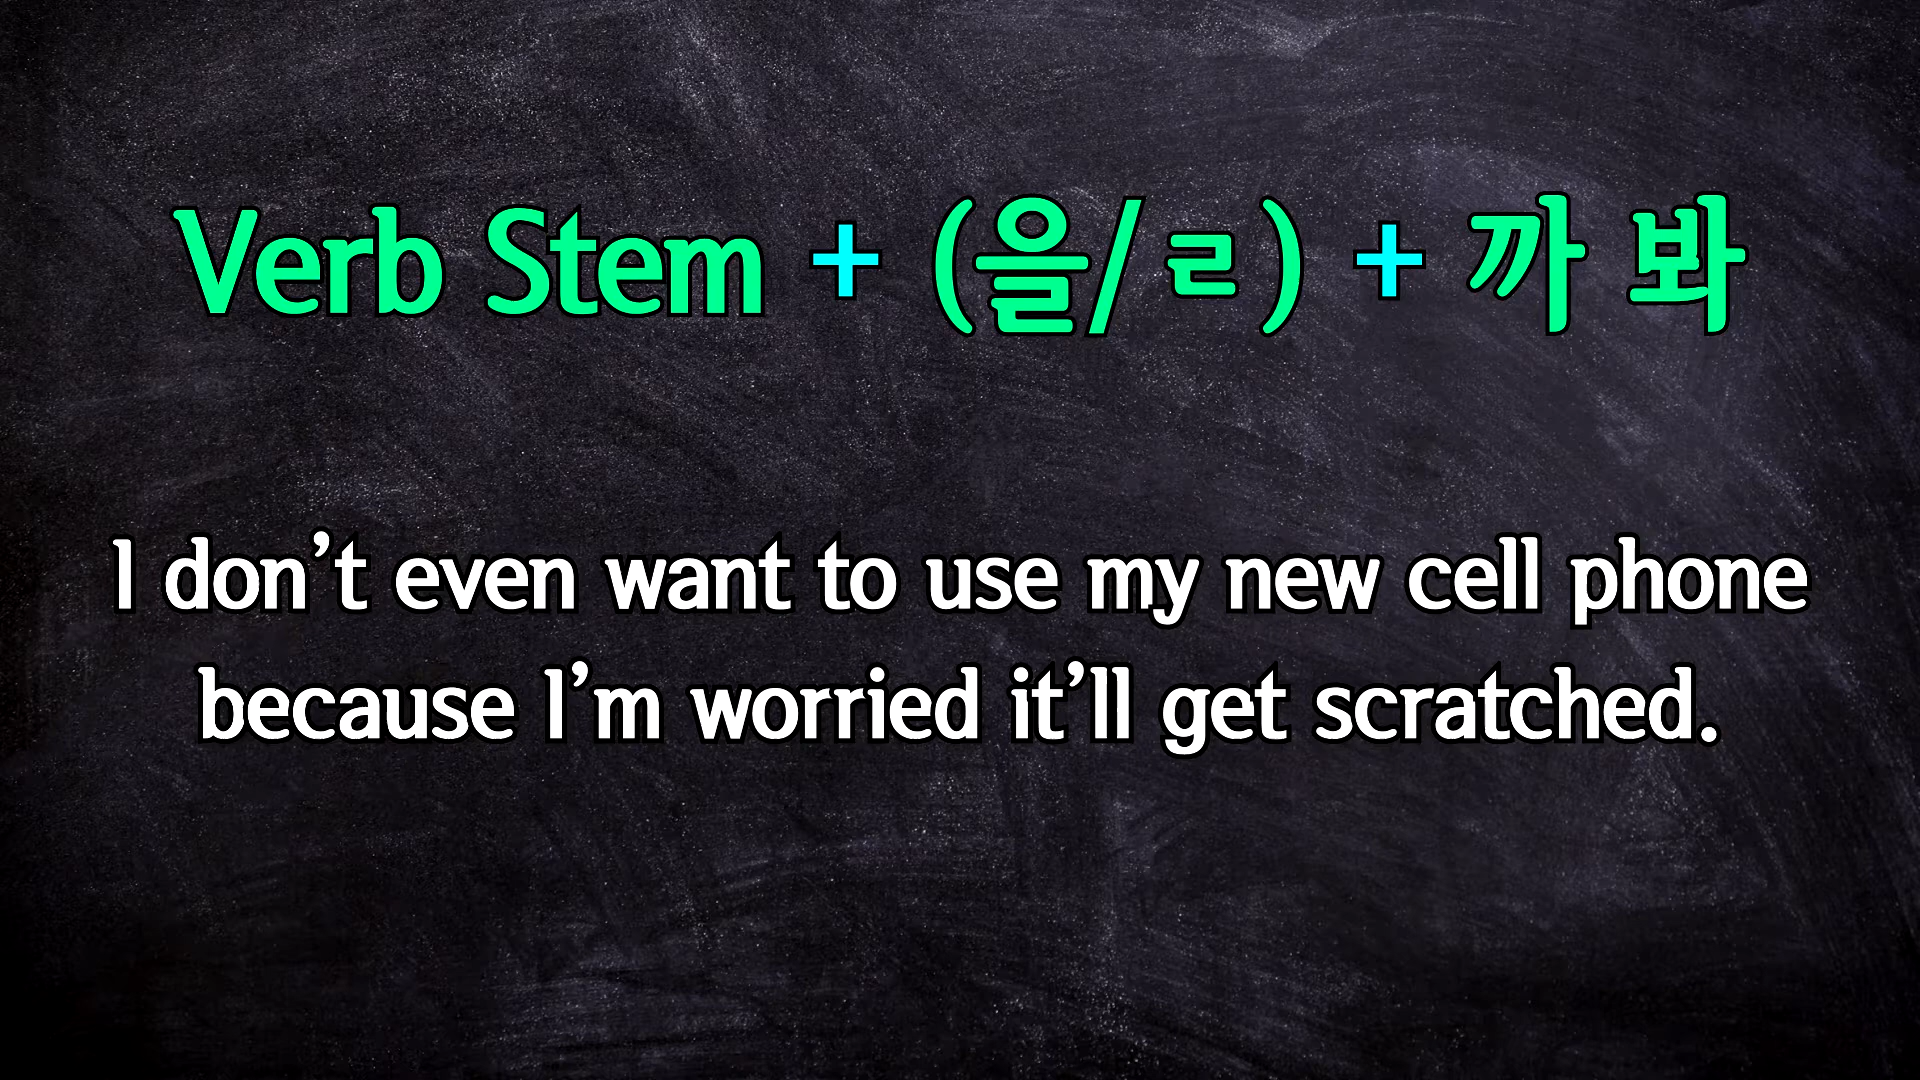 Verb Stem + (을/ㄹ) + 까 봐
I don't even want to use my new cell phone
because I'm worried it'll get scratched.